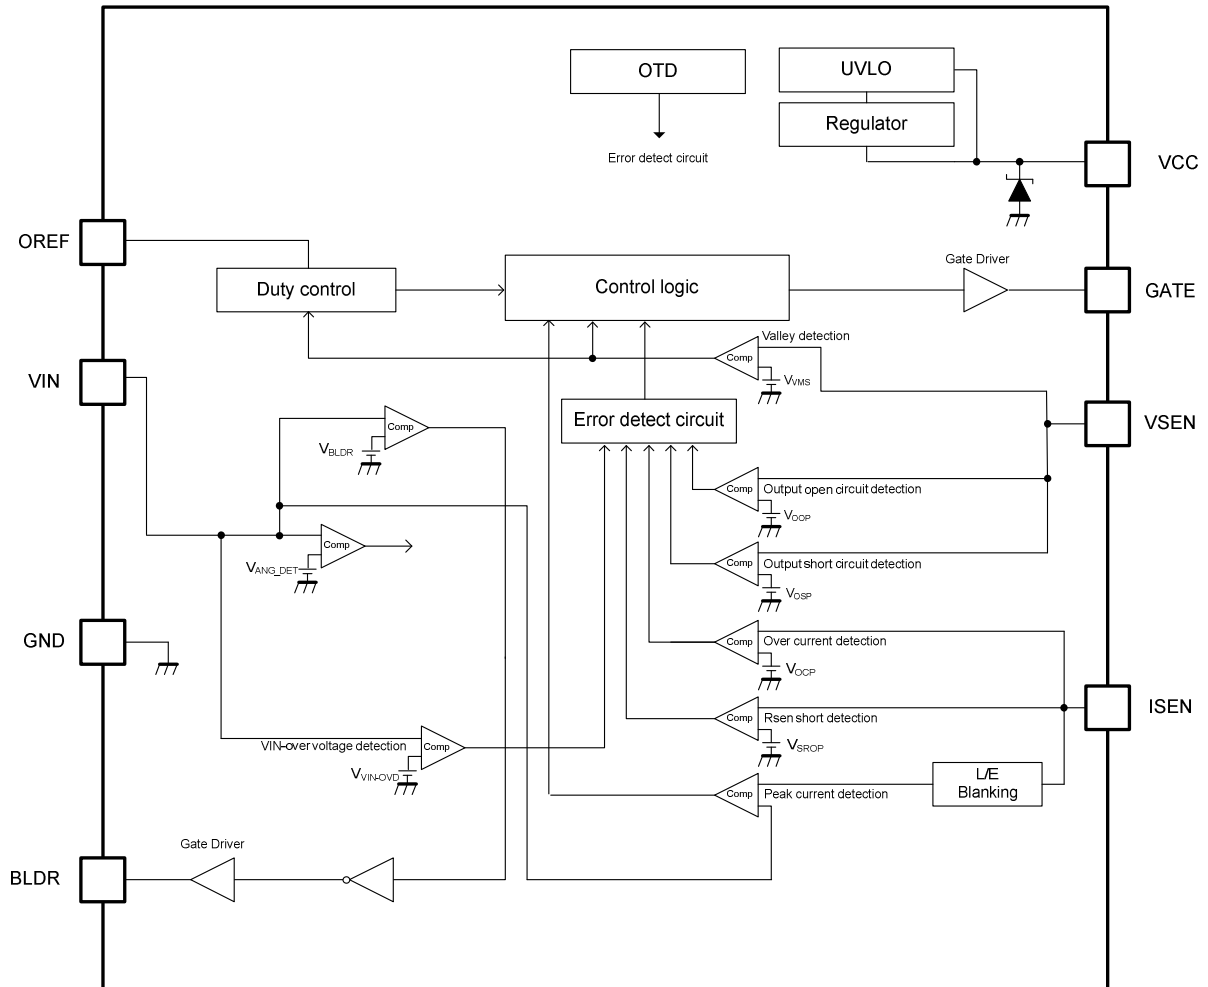 OTD
UVLO
Regulator
Error detect circuit
VCC
OREF
Duty control
Control logic
Gate Driver
GATE
VIN
Valley detection
Comp
VVMS
Error detect circuit
VSEN
Comp
VBLDR
Comp
Output open circuit detection
VOOP
Comp
VANG_DET
Comp
Output short circuit detection
VOSP
GND
Comp
Over current detection
VOCP
ISEN
Comp
Rsen short detection
VSROP
VIN-over voltage detection
Comp
VVIN-OVD
L/E
Blanking
Comp
Peak current detection
Gate Driver
BLDR